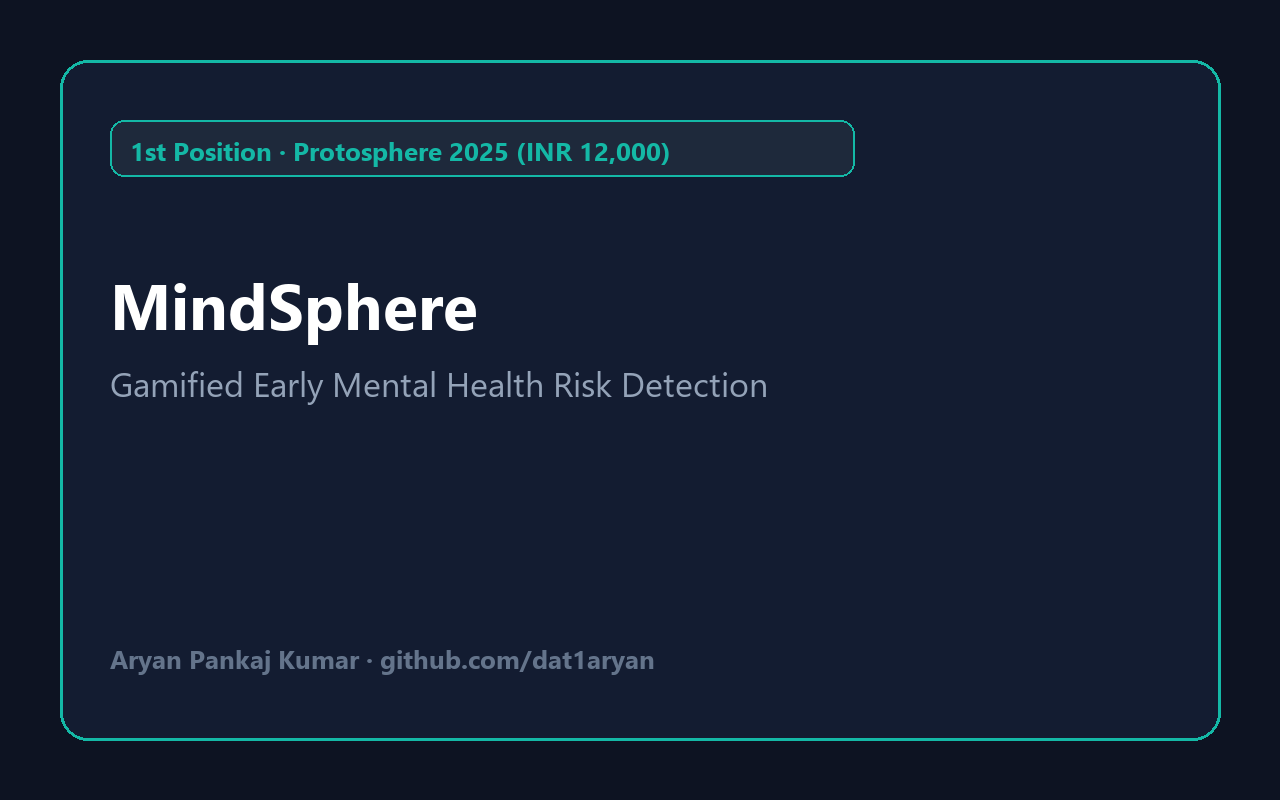 1st Position · Protosphere 2025 (INR 12,000)
MindSphere
Gamified Early Mental Health Risk Detection
Aryan Pankaj Kumar · github.com/dat1aryan